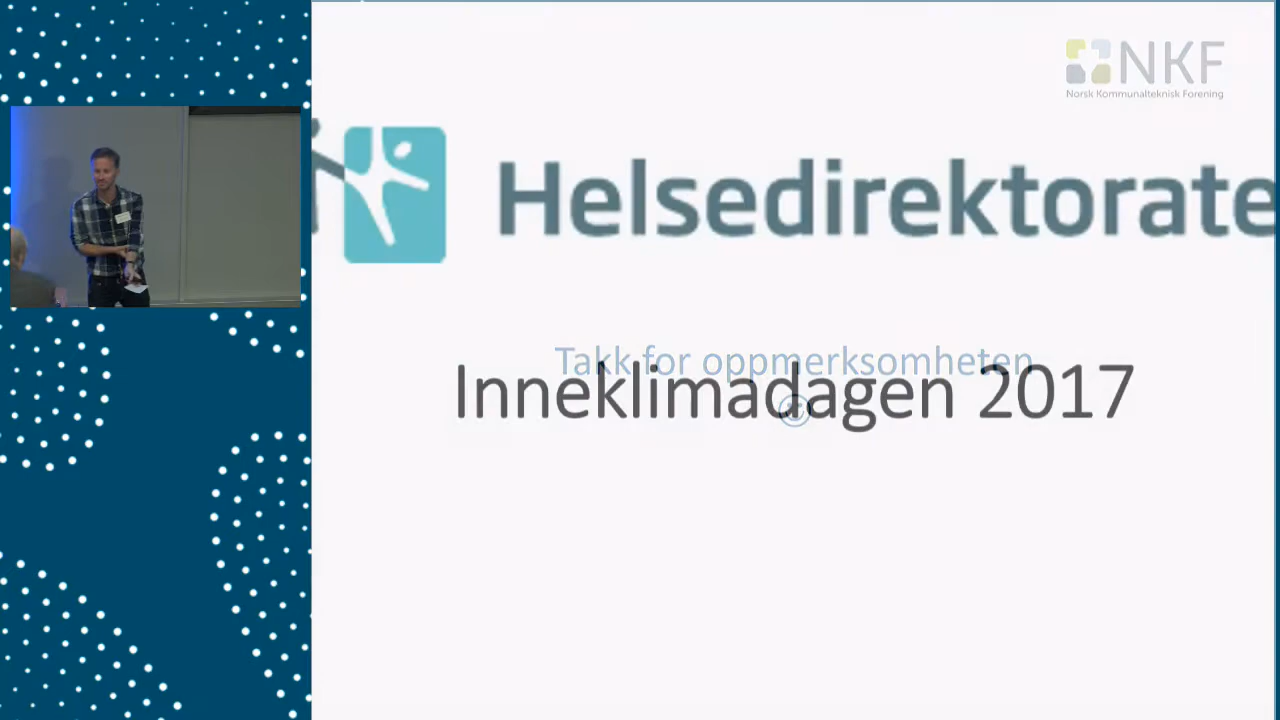 NKF
Norsk Kommunalteknisk Forening
Helsedirektorate
Takk for oppmerksomheten
Inneklimadagen 2017